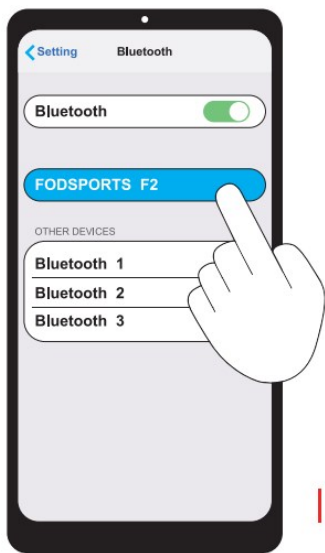 Setting Bluetooth
Bluetooth
FODSPORTS F2
OTHER DEVICES
Bluetooth 1
Bluetooth 2
Bluetooth 3